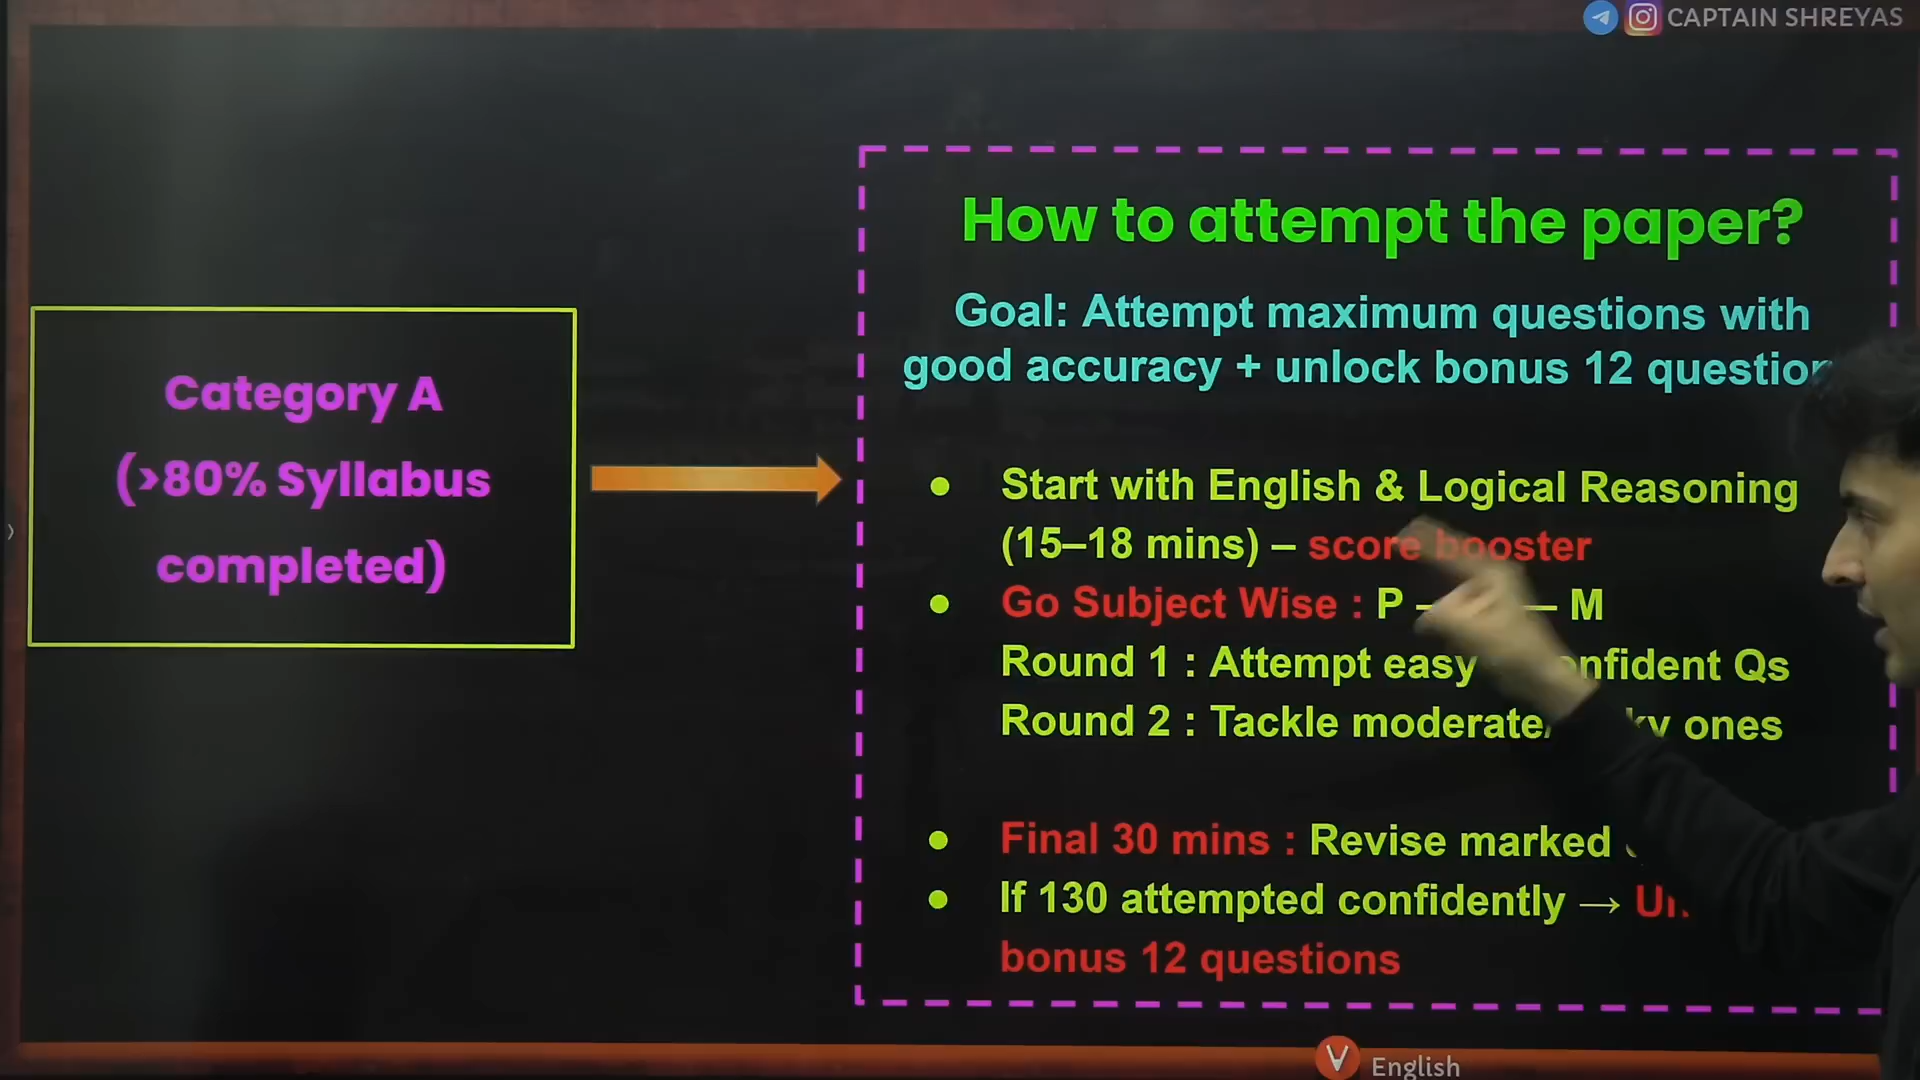 CAPTAIN SHREYAS
How to attempt the paper?
Goal: Attempt maximum questions with
good accuracy + unlock bonus 12
Category A
(>80% Syllabus
completed)
• Start with English & Logical Reasoning
(15–18 mins) – score booster
• Go Subject Wise : P – — M
Round 1 : Attempt easy Qs
Round 2 : Tackle moderate ones
• Final 30 mins : Revise marked
• If 130 attempted confidently →
bonus 12 questions
English